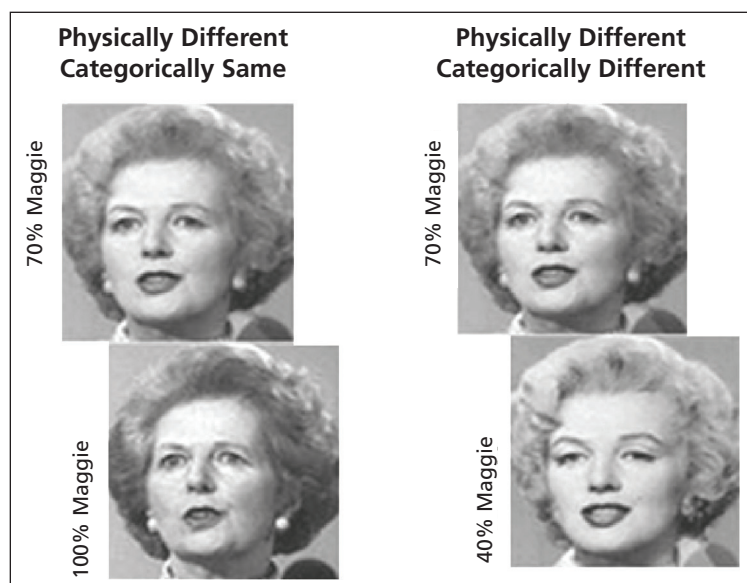 Physically Different
Categorically Same
70% Maggie
100% Maggie
Physically Different
Categorically Different
70% Maggie
40% Maggie